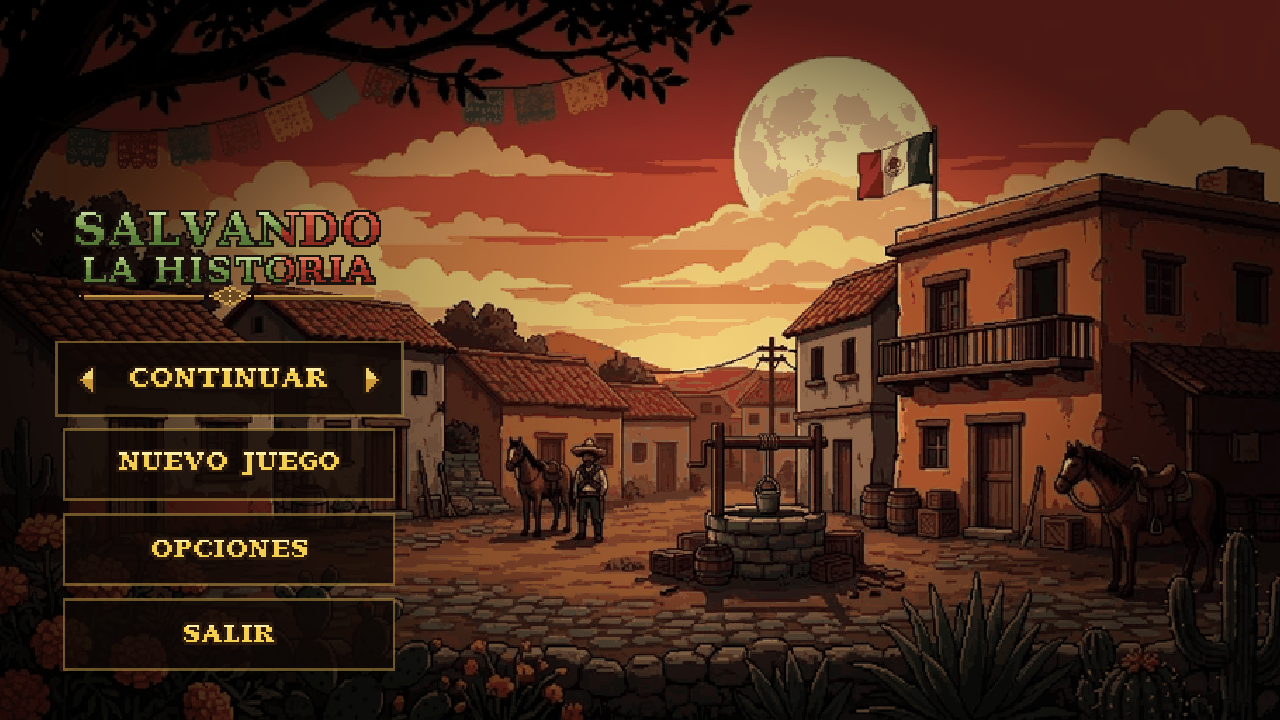 SALVANDO
LA HISTORIA
CONTINUAR
NUEVO JUEGO
OPCIONES
SALIR